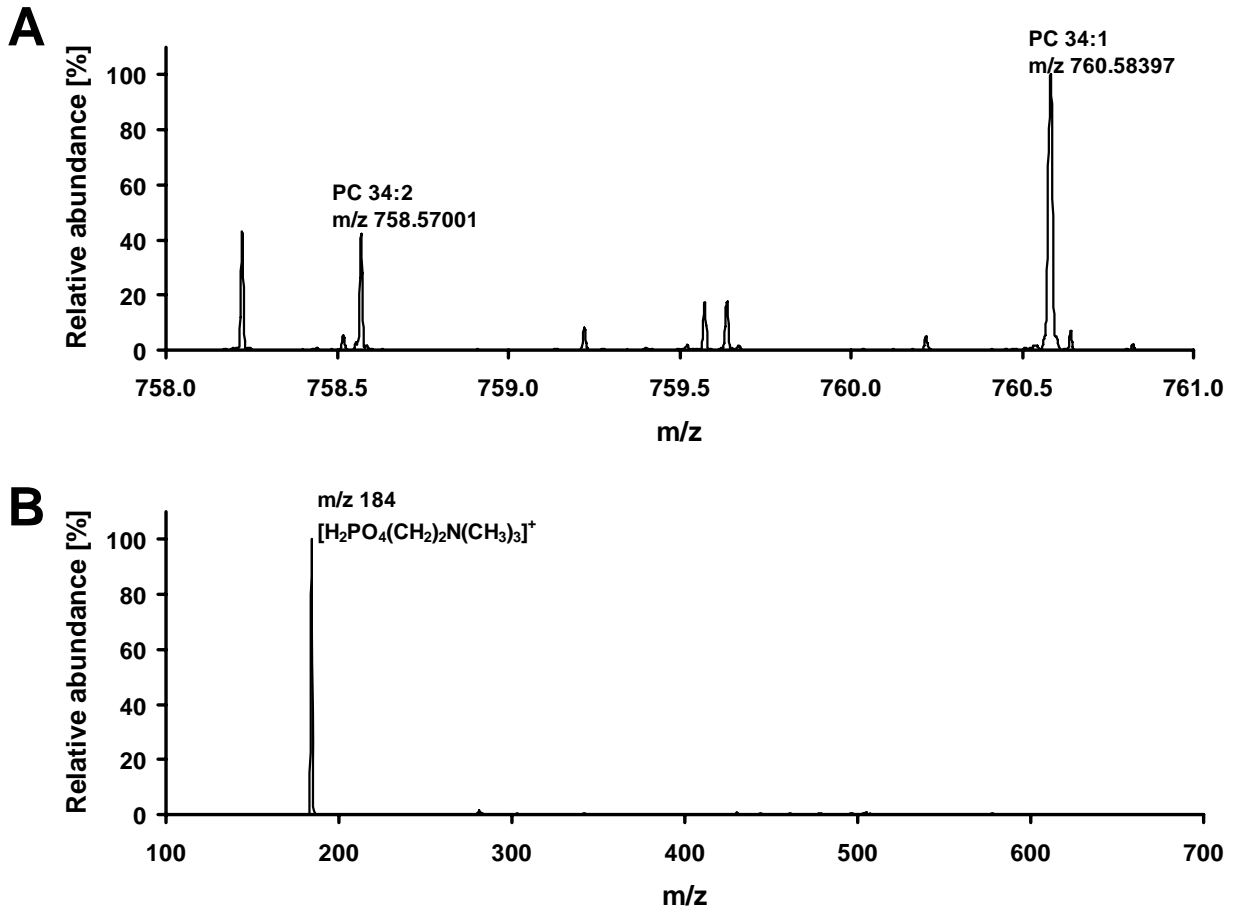 A
Relative abundance [%]
100
80
60
40
20
0
PC 34:1
m/z 760.58397
PC 34:2
m/z 758.57001
758.0 758.5 759.0 759.5 760.0 760.5 761.0
m/z
B
Relative abundance [%]
100
80
60
40
20
0
m/z 184
[H₂PO₄(CH₂)₂N(CH₃)₃]⁺
100 200 300 400 500 600 700
m/z